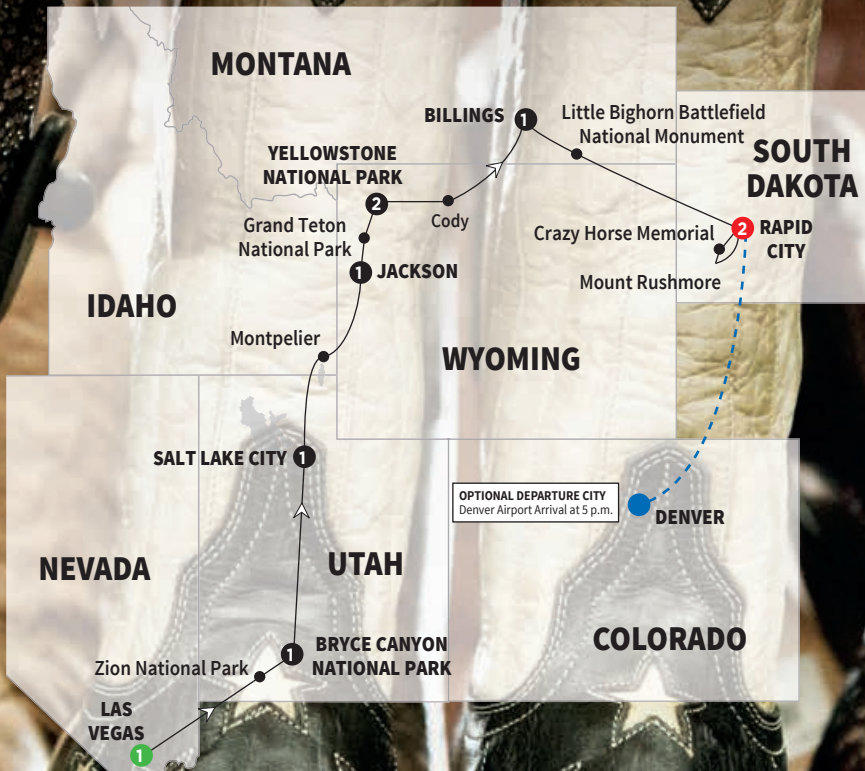 MONTANA
BILLINGS
1
Little Bighorn Battlefield
National Monument
SOUTH
DAKOTA
YELLOWSTONE
NATIONAL PARK
2
Cody
Grand Teton
National Park
1
JACKSON
Crazy Horse Memorial
2
RAPID
CITY
Mount Rushmore
IDAHO
Montpelier
WYOMING
SALT LAKE CITY
1
OPTIONAL DEPARTURE CITY
Denver Airport Arrival at 5 p.m.
DENVER
NEVADA
UTAH
COLORADO
1
BRYCE CANYON
NATIONAL PARK
Zion National Park
LAS
VEGAS
1